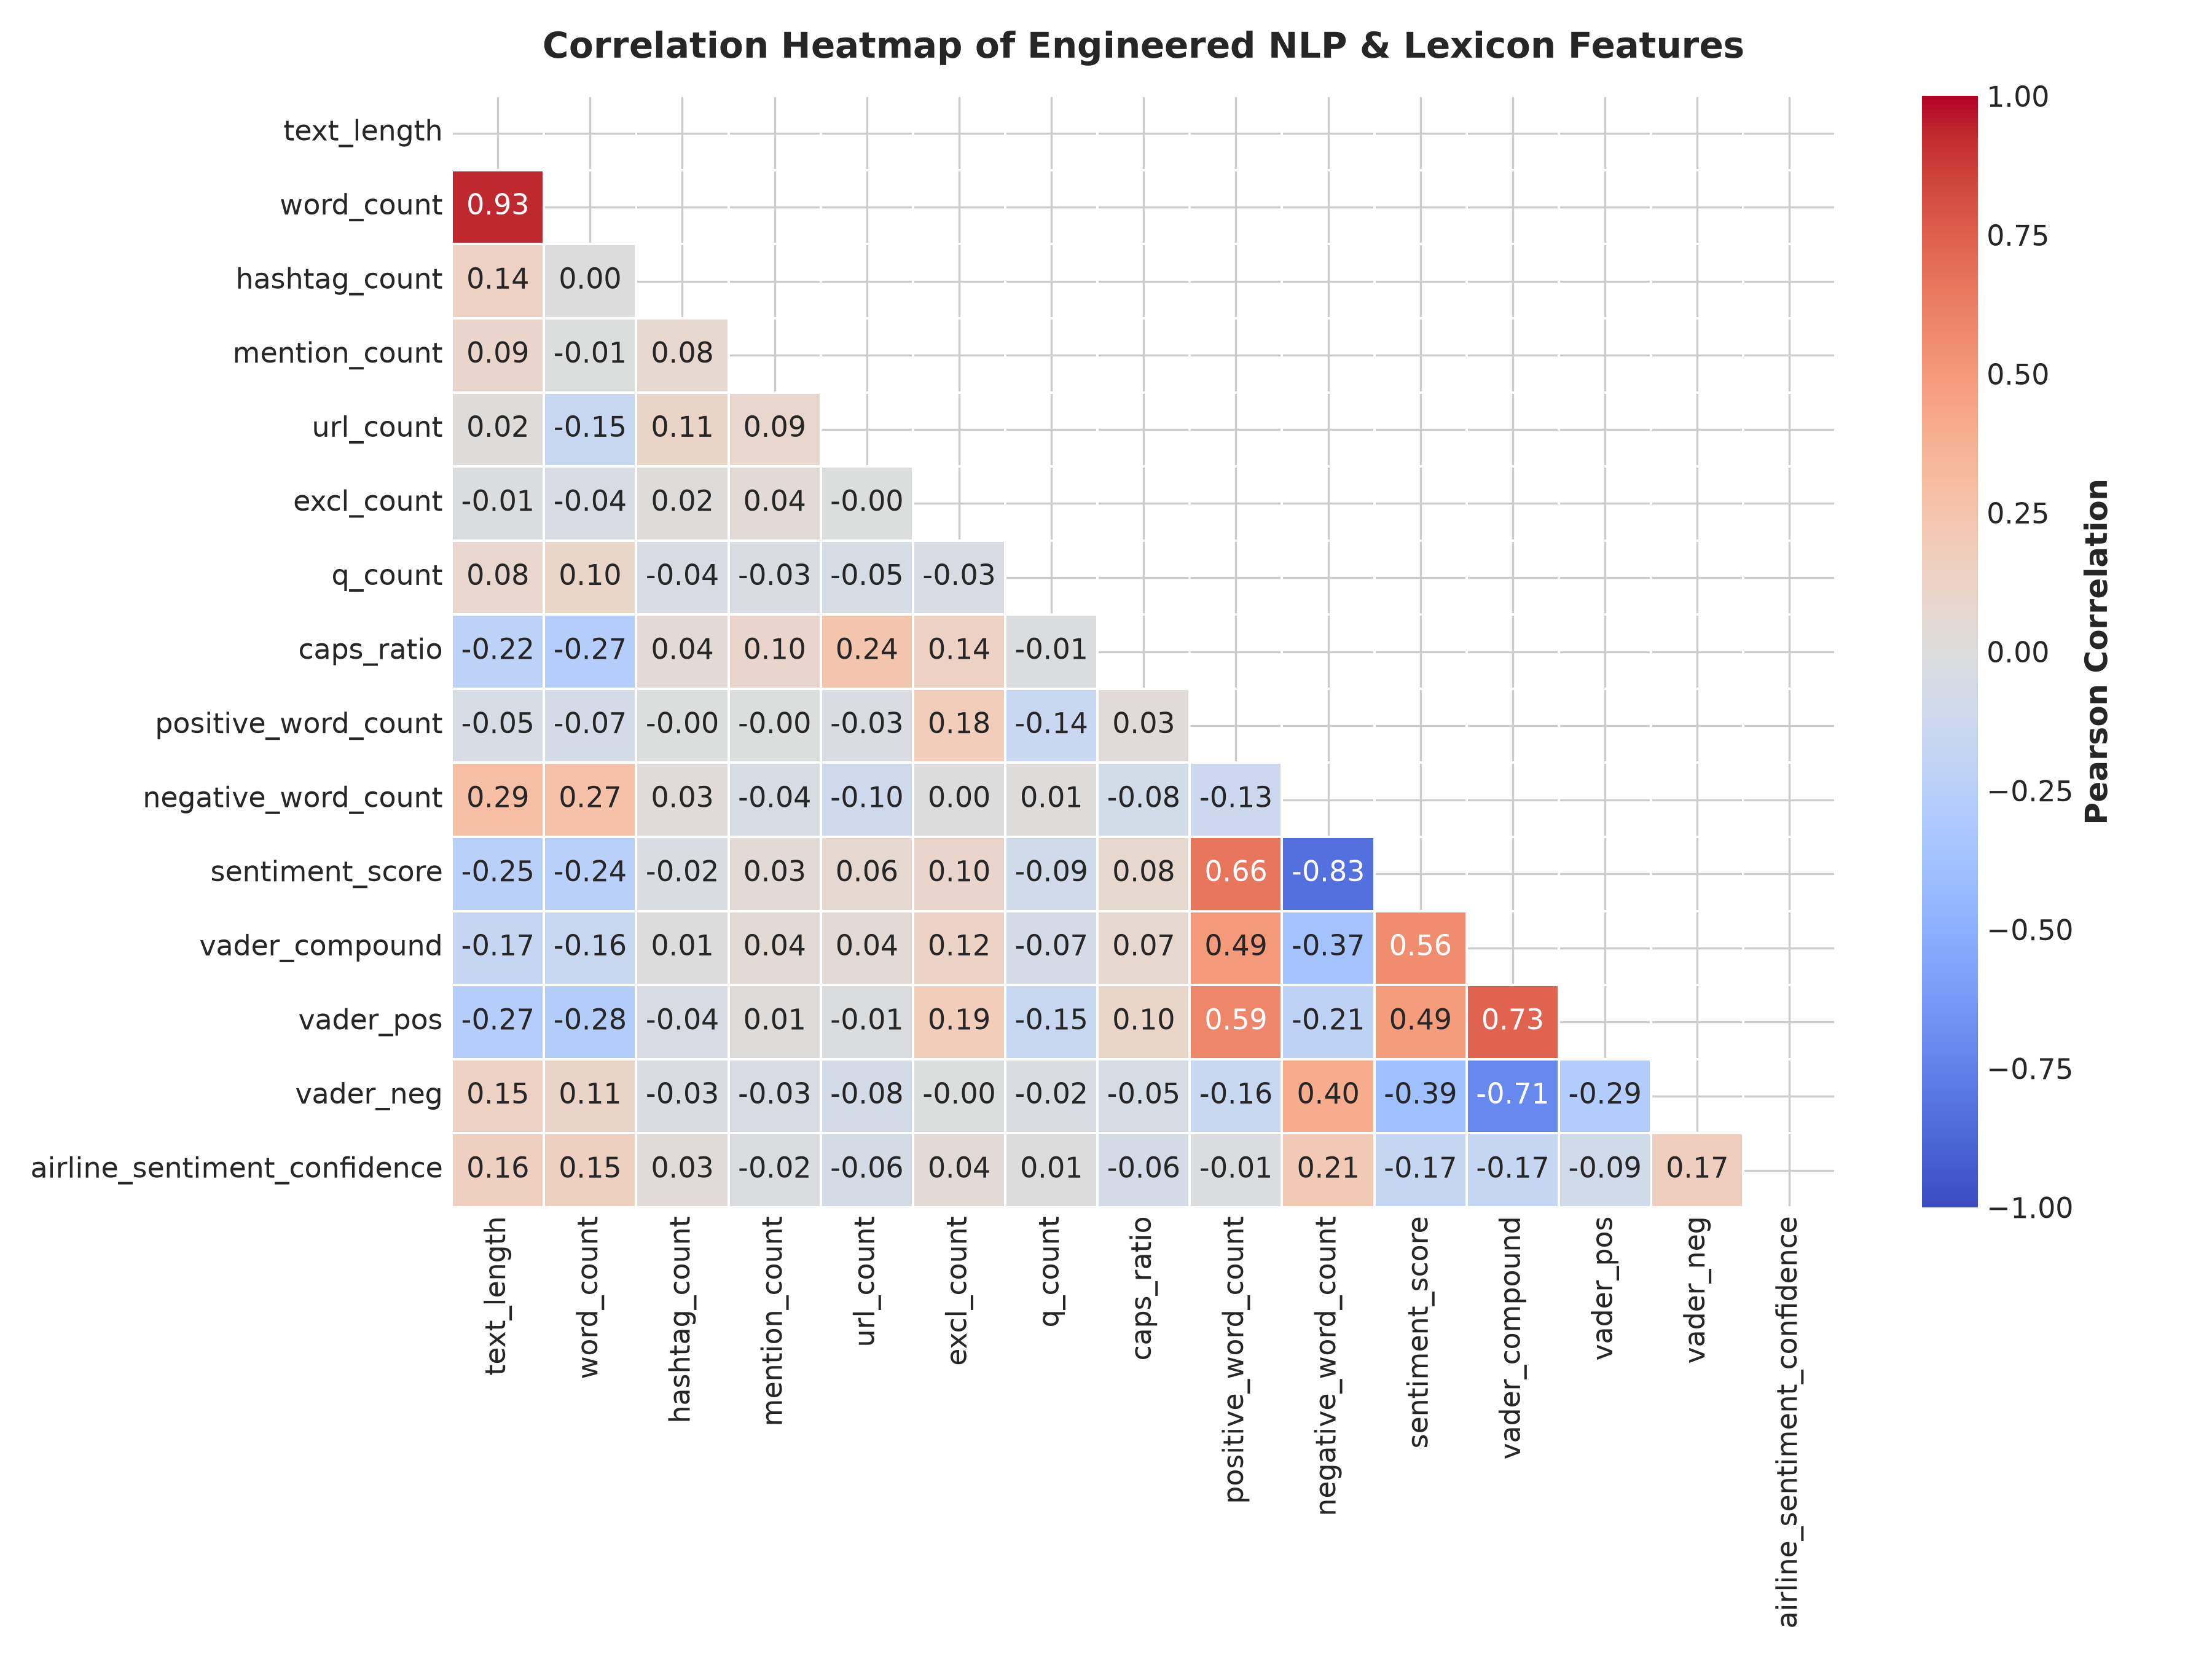 Correlation Heatmap of Engineered NLP & Lexicon Features
text_length
word_count 0.93
hashtag_count 0.14 0.00
mention_count 0.09 -0.01 0.08
url_count 0.02 -0.15 0.11 0.09
excl_count -0.01 -0.04 0.02 0.04 -0.00
q_count 0.08 0.10 -0.04 -0.03 -0.05 -0.03
caps_ratio -0.22 -0.27 0.04 0.10 0.24 0.14 -0.01
positive_word_count -0.05 -0.07 -0.00 -0.00 -0.03 0.18 -0.14 0.03
negative_word_count 0.29 0.27 0.03 -0.04 -0.10 0.00 0.01 -0.08 -0.13
sentiment_score -0.25 -0.24 -0.02 0.03 0.06 0.10 -0.09 0.08 0.66 -0.83
vader_compound -0.17 -0.16 0.01 0.04 0.04 0.12 -0.07 0.07 0.49 -0.37 0.56
vader_pos -0.27 -0.28 -0.04 0.01 -0.01 0.19 -0.15 0.10 0.59 -0.21 0.49 0.73
vader_neg 0.15 0.11 -0.03 -0.03 -0.08 -0.00 -0.02 -0.05 -0.16 0.40 -0.39 -0.71 -0.29
airline_sentiment_confidence 0.16 0.15 0.03 -0.02 -0.06 0.04 0.01 -0.06 -0.01 0.21 -0.17 -0.17 -0.09 0.17
text_length
word_count
hashtag_count
mention_count
url_count
excl_count
q_count
caps_ratio
positive_word_count
negative_word_count
sentiment_score
vader_compound
vader_pos
vader_neg
airline_sentiment_confidence
1.00
0.75
0.50
0.25
0.00
−0.25
−0.50
−0.75
−1.00
Pearson Correlation